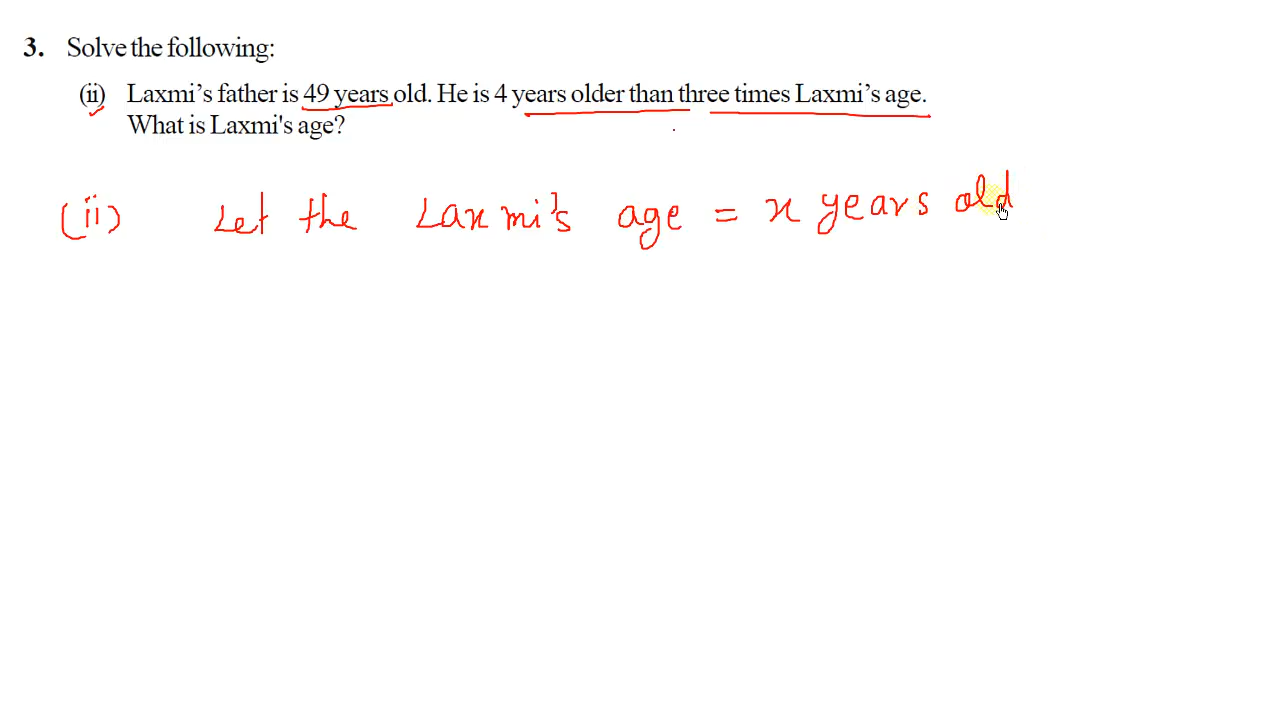 3. Solve the following:
(ii) Laxmi’s father is 49 years old. He is 4 years older than three times Laxmi’s age.
What is Laxmi's age?
(ii) Let the Laxmi's age = x years old